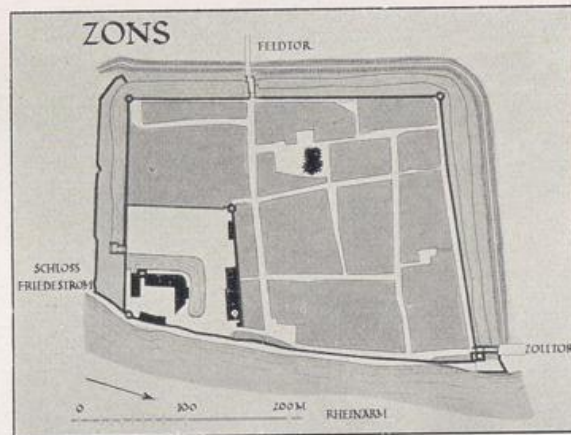 ZONS
FELDTOR
SCHLOSS
FRIEDESTROM
ZOLLTOR
0 100 200 M
RHEINARM